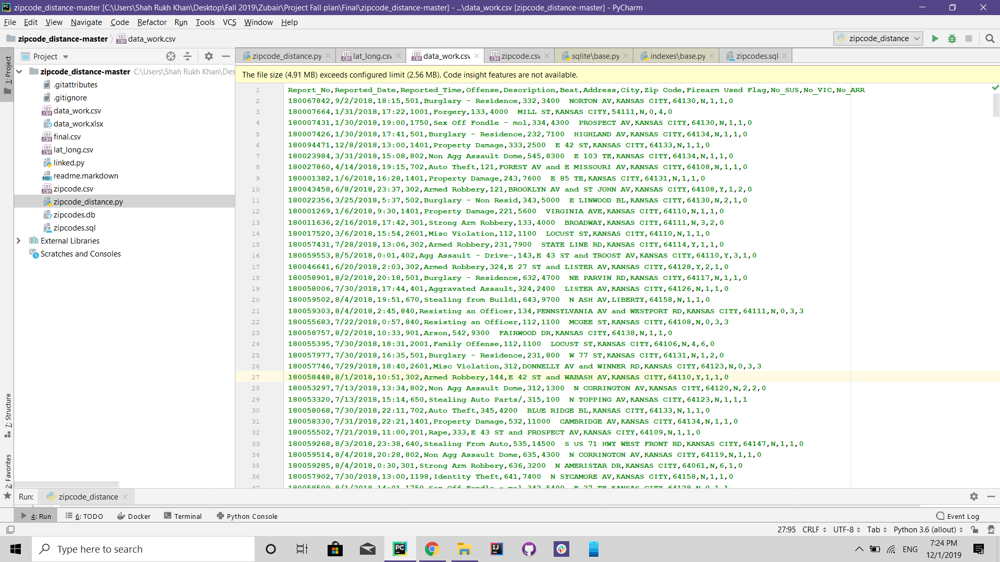 zipcode_distance-master [C:\Users\Shah Rukh Khan\Desktop\Fall 2019\Zubair\Project Fall plan\Final\zipcode_distance-master] - ...\data_work.csv [zipcode_distance-master] - PyCharm
File Edit View Navigate Code Refactor Run Tools VCS Window Help
zipcode_distance-master data_work.csv zipcode_distance
Project zipcode_distance.py lat_long.csv data_work.csv zipcode.csv sqlite\base.py indexes\base.py zipcodes.sql
1: Project
7: Structure
2: Favorites
zipcode_distance-master C:\Users\Shah Rukh Khan\Des
.gitattributes
.gitignore
data_work.csv
data_work.xlsx
final.csv
lat_long.csv
linked.py
readme.markdown
zipcode.csv
zipcode_distance.py
zipcodes.db
zipcodes.sql
External Libraries
Scratches and Consoles
The file size (4.91 MB) exceeds configured limit (2.56 MB). Code insight features are not available.
1 Report_No,Reported_Date,Reported_Time,Offense,Description,Beat,Address,City,Zip Code,Firearm Used Flag,No_SUS,No_VIC,No_ARR
2 180067842,9/2/2018,18:15,501,Burglary - Residence,332,3400  NORTON AV,KANSAS CITY,64130,N,1,1,0
3 180007664,1/31/2018,17:22,1001,Forgery,133,4000  MILL ST,KANSAS CITY,54111,N,0,4,0
4 180007431,1/30/2018,19:00,1750,Sex Off Fondle - mol,334,4300  PROSPECT AV,KANSAS CITY,64130,N,1,1,0
5 180007426,1/30/2018,17:41,501,Burglary - Residence,232,7100  HIGHLAND AV,KANSAS CITY,64134,N,1,1,0
6 180094471,12/8/2018,13:00,1401,Property Damage,333,2500  E 42 ST,KANSAS CITY,64133,N,1,1,0
7 180023984,3/31/2018,15:08,802,Non Agg Assault Dome,545,8300  E 103 TE,KANSAS CITY,64134,N,1,1,0
8 180027860,4/14/2018,19:15,702,Auto Theft,121,FOREST AV and E MISSOURI AV,KANSAS CITY,64108,N,1,1,0
9 180001382,1/6/2018,16:28,1401,Property Damage,243,7600  E 85 TE,KANSAS CITY,64131,N,1,1,0
10 180043458,6/8/2018,23:37,302,Armed Robbery,121,BROOKLYN AV and ST JOHN AV,KANSAS CITY,64108,Y,1,2,0
11 180022356,3/25/2018,5:37,502,Burglary - Non Resid,343,5000  E LINWOOD BL,KANSAS CITY,64130,N,2,1,0
12 180001269,1/6/2018,9:30,1401,Property Damage,221,5600  VIRGINIA AVE,KANSAS CITY,64110,N,1,1,0
13 180011636,2/16/2018,17:42,301,Strong Arm Robbery,133,4000  BROADWAY,KANSAS CITY,64111,N,3,2,0
14 180017520,3/6/2018,15:54,2601,Misc Violation,112,1100  LOCUST ST,KANSAS CITY,64110,N,1,1,0
15 180057431,7/28/2018,13:06,302,Armed Robbery,231,7900  STATE LINE RD,KANSAS CITY,64114,Y,1,1,0
16 180059553,8/5/2018,0:01,402,Agg Assault - Drive-,143,E 43 ST and TROOST AV,KANSAS CITY,64110,Y,3,1,0
17 180046641,6/20/2018,2:03,302,Armed Robbery,324,E 27 ST and LISTER AV,KANSAS CITY,64128,Y,2,1,0
18 180058901,8/2/2018,20:18,501,Burglary - Residence,632,4700  NE PARVIN RD,KANSAS CITY,64117,N,1,1,0
19 180058006,7/30/2018,17:44,401,Aggravated Assault,324,2400  LISTER AV,KANSAS CITY,64126,N,1,1,0
20 180059502,8/4/2018,19:51,670,Stealing from Buildi,643,9700  N ASH AV,LIBERTY,64158,N,1,1,0
21 180059303,8/4/2018,2:45,840,Resisting an Officer,134,PENNSYLVANIA AV and WESTPORT RD,KANSAS CITY,64111,N,0,3,3
22 180055683,7/22/2018,0:57,840,Resisting an Officer,112,1100  MCGEE ST,KANSAS CITY,64108,N,0,3,3
23 180058757,8/2/2018,10:33,901,Arson,542,9300  FAIRWOOD DR,KANSAS CITY,64138,N,1,1,0
24 180055395,7/30/2018,18:31,2001,Family Offense,112,1100  LOCUST ST,KANSAS CITY,64106,N,4,6,0
25 180057977,7/30/2018,16:35,501,Burglary - Residence,231,800  W 77 ST,KANSAS CITY,64131,N,1,2,0
26 180057746,7/29/2018,18:40,2601,Misc Violation,312,DONNELLY AV and WINNER RD,KANSAS CITY,64123,N,0,3,3
27 180058448,8/1/2018,10:51,302,Armed Robbery,144,E 42 ST and WABASH AV,KANSAS CITY,64110,Y,1,1,0
28 180053297,7/13/2018,13:34,802,Non Agg Assault Dome,312,1300  N CORRINGTON AV,KANSAS CITY,64120,N,2,2,0
29 180053320,7/13/2018,15:14,650,Stealing Auto Parts/,315,100  N TOPPING AV,KANSAS CITY,64123,N,1,1,1
30 180058068,7/30/2018,22:11,702,Auto Theft,345,4200  BLUE RIDGE BL,KANSAS CITY,64133,N,1,1,0
31 180058330,7/31/2018,22:21,1401,Property Damage,532,11000  CAMBRIDGE AV,KANSAS CITY,64134,N,1,1,0
32 180055502,7/21/2018,11:00,201,Rape,333,E 43 ST and PROSPECT AV,KANSAS CITY,64109,N,1,1,0
33 180059268,8/3/2018,23:38,640,Stealing From Auto,535,14500  S US 71 HWY WEST FRONT RD,KANSAS CITY,64147,N,1,1,0
34 180059514,8/4/2018,20:28,802,Non Agg Assault Dome,635,4300  N CORRINGTON AV,KANSAS CITY,64119,N,1,1,0
35 180059285,8/4/2018,0:30,301,Strong Arm Robbery,636,3200  N AMERISTAR DR,KANSAS CITY,64061,N,6,1,0
36 180057902,7/30/2018,13:00,1198,Identity Theft,641,7400  N SYCAMORE AV,KANSAS CITY,64158,N,1,1,0
37 180058509,8/1/2018,14:01,1750,Sex Off Fondle - mol,342,5400  E 27 TE,KANSAS CITY,64128,N,0,1,1
Run: zipcode_distance
4: Run 6: TODO Docker Terminal Python Console Event Log
27:95 CRLF UTF-8 Tab Python 3.6 (allout)
Type here to search
ENG
7:24 PM
12/1/2019